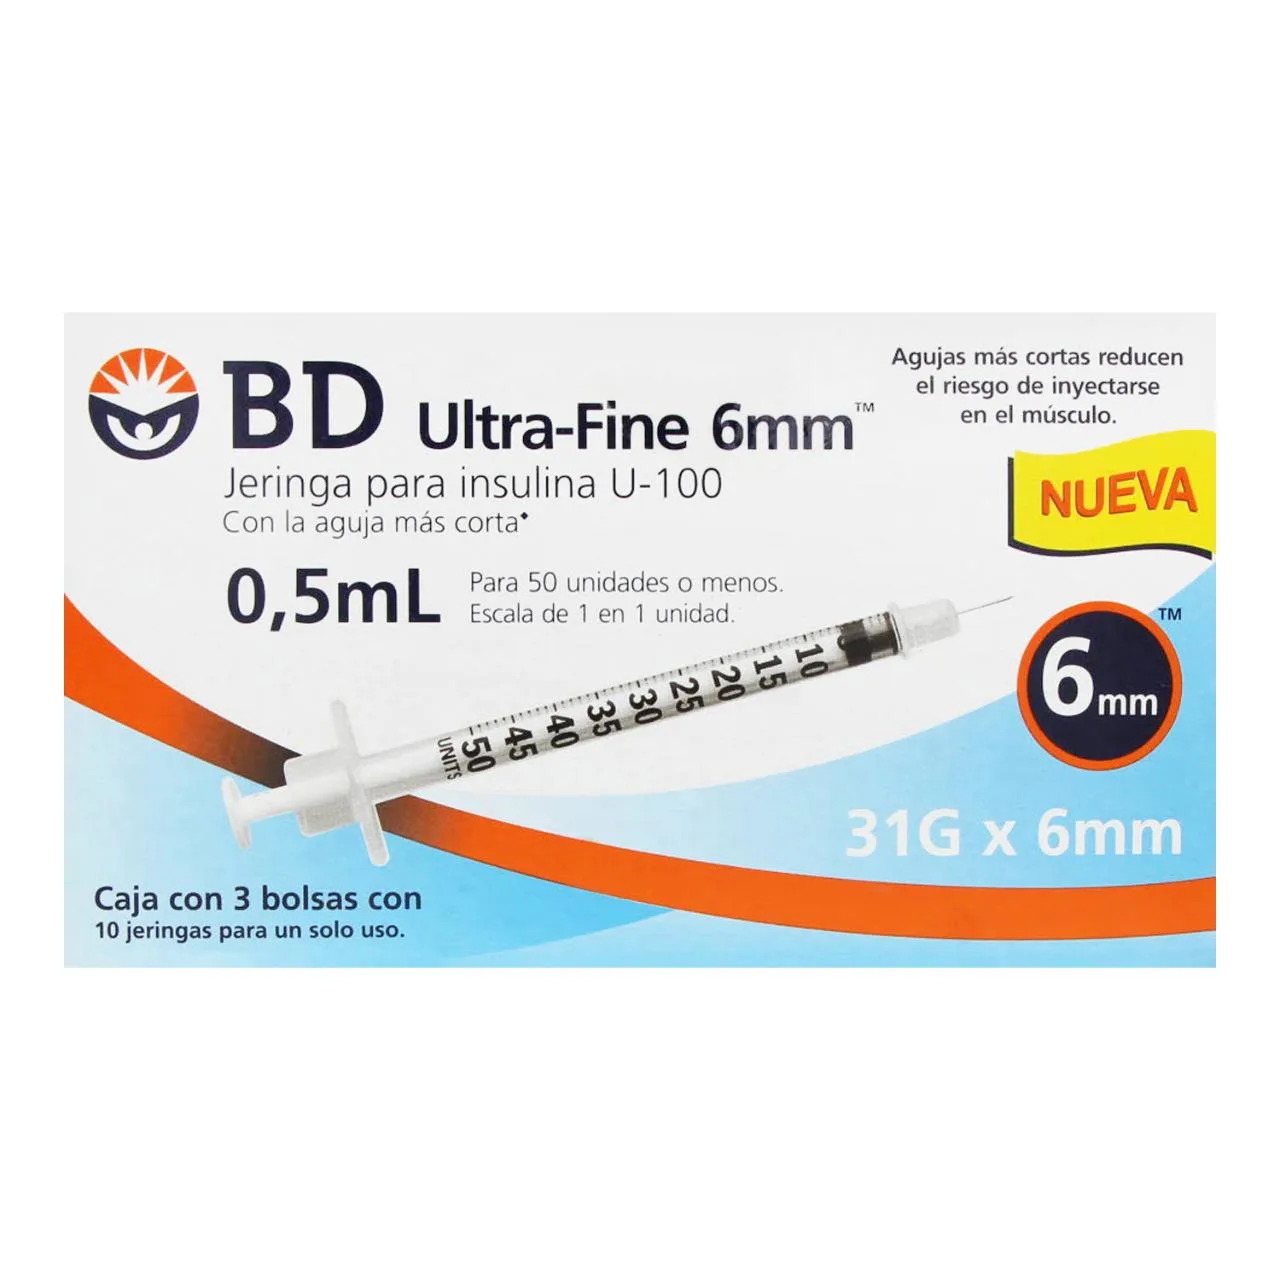 BD Ultra-Fine 6mm™
Jeringa para insulina U-100
Con la aguja más corta♦
0,5mL
Para 50 unidades o menos.
Escala de 1 en 1 unidad.
Agujas más cortas reducen
el riesgo de inyectarse
en el músculo.
NUEVA
6mm™
UNITS
50
45
40
35
30
25
20
15
10
31G x 6mm
Caja con 3 bolsas con
10 jeringas para un solo uso.